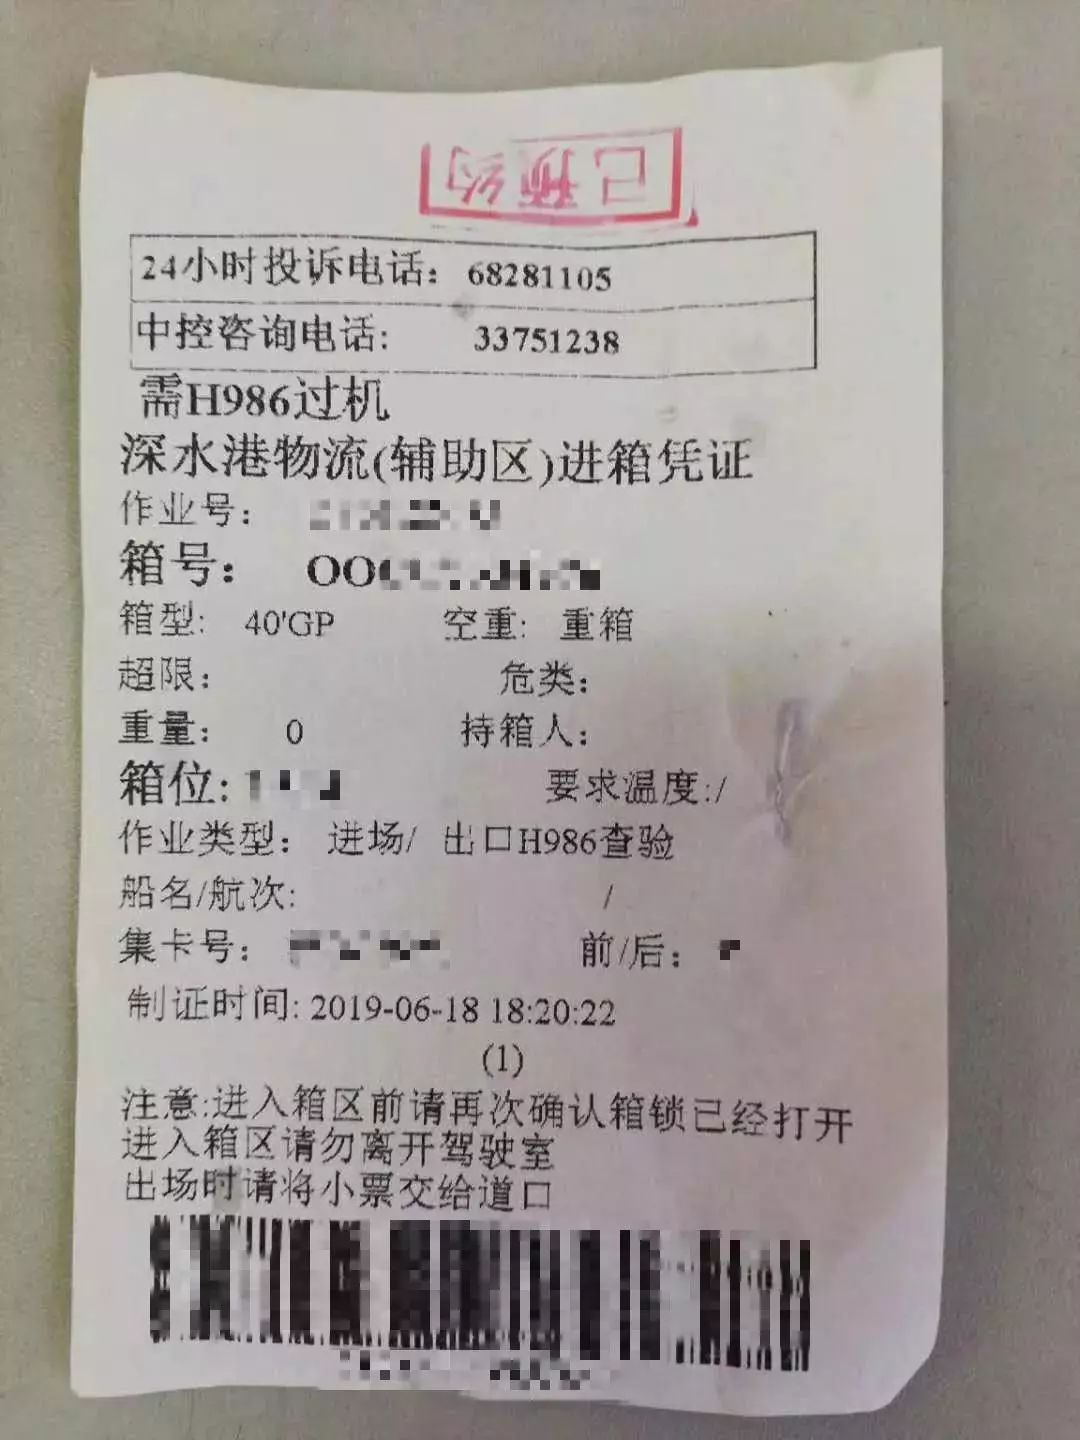 已预约
24小时投诉电话: 68281105
中控咨询电话: 33751238
需H986过机
深水港物流(辅助区)进箱凭证
作业号:
箱号: OO
箱型: 40'GP 空重: 重箱
超限: 危类:
重量: 0 持箱人:
箱位: 要求温度:/
作业类型: 进场/ 出口H986查验
船名/航次: /
集卡号: 前/后:
制证时间: 2019-06-18 18:20:22
(1)
注意:进入箱区前请再次确认箱锁已经打开
进入箱区请勿离开驾驶室
出场时请将小票交给道口